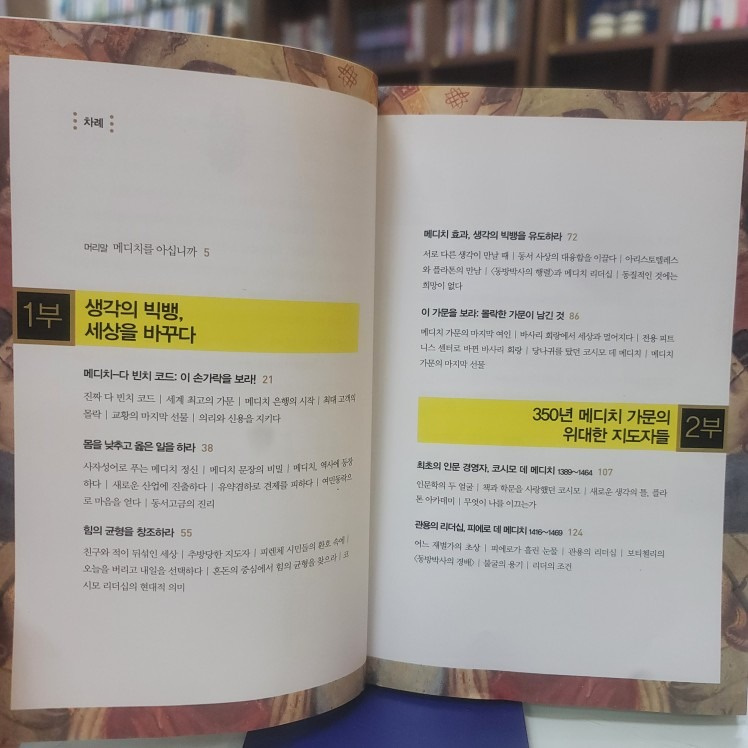 차례
머리말 메디치를 아십니까 5
1부
생각의 빅뱅,
세상을 바꾸다
메디치-다 빈치 코드: 이 손가락을 보라! 21
진짜 다 빈치 코드 | 세계 최고의 가문 | 메디치 은행의 시작 | 최대 고객의
몰락 | 교황의 마지막 선물 | 의리와 신용을 지키다
몸을 낮추고 옳은 일을 하라 38
사자성어로 푸는 메디치 정신 | 메디치 문장의 비밀 | 메디치, 역사에 등장
하다 | 새로운 산업에 진출하다 | 유약겸하로 견제를 피하다 | 여민동락으
로 마음을 얻다 | 동서고금의 진리
힘의 균형을 창조하라 55
친구와 적이 뒤섞인 세상 | 추방당한 지도자 | 피렌체 시민들의 환호 속에 |
오늘을 버리고 내일을 선택하다 | 혼돈의 중심에서 힘의 균형을 찾으라 | 코
시모 리더십의 현대적 의미
메디치 효과, 생각의 빅뱅을 유도하라 72
서로 다른 생각이 만날 때 | 동서 사상의 대융합을 이끌다 | 아리스토텔레스
와 플라톤의 만남 | 〈동방박사의 행렬〉과 메디치 리더십 | 동질적인 것에는
희망이 없다
이 가문을 보라: 몰락한 가문이 남긴 것 86
메디치 가문의 마지막 여인 | 바사리 회랑에서 세상과 멀어지다 | 전용 피트
니스 센터로 바뀐 바사리 회랑 | 당나귀를 탔던 코시모 데 메디치 | 메디치
가문의 마지막 선물
350년 메디치 가문의
위대한 지도자들
2부
최초의 인문 경영자, 코시모 데 메디치 1389~1464 107
인문학의 두 얼굴 | 책과 학문을 사랑했던 코시모 | 새로운 생각의 틀, 플라
톤 아카데미 | 무엇이 나를 이끄는가
관용의 리더십, 피에로 데 메디치 1416~1469 124
어느 재벌가의 초상 | 피에로가 흘린 눈물 | 관용의 리더십 | 보티첼리의
〈동방박사의 경배〉 | 불굴의 용기 | 리더의 조건